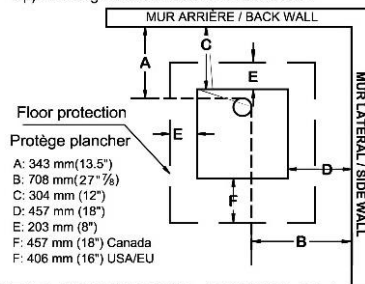 MUR ARRIÈRE / BACK WALL
A
C
E
Floor protection
Protège plancher
E
D
MUR LATERAL / SIDE WALL
A: 343 mm(13.5")
B: 708 mm(27"⅞)
C: 304 mm (12")
D: 457 mm (18")
E: 203 mm (8")
F: 457 mm (18") Canada
F: 406 mm (16") USA/EU
F
B